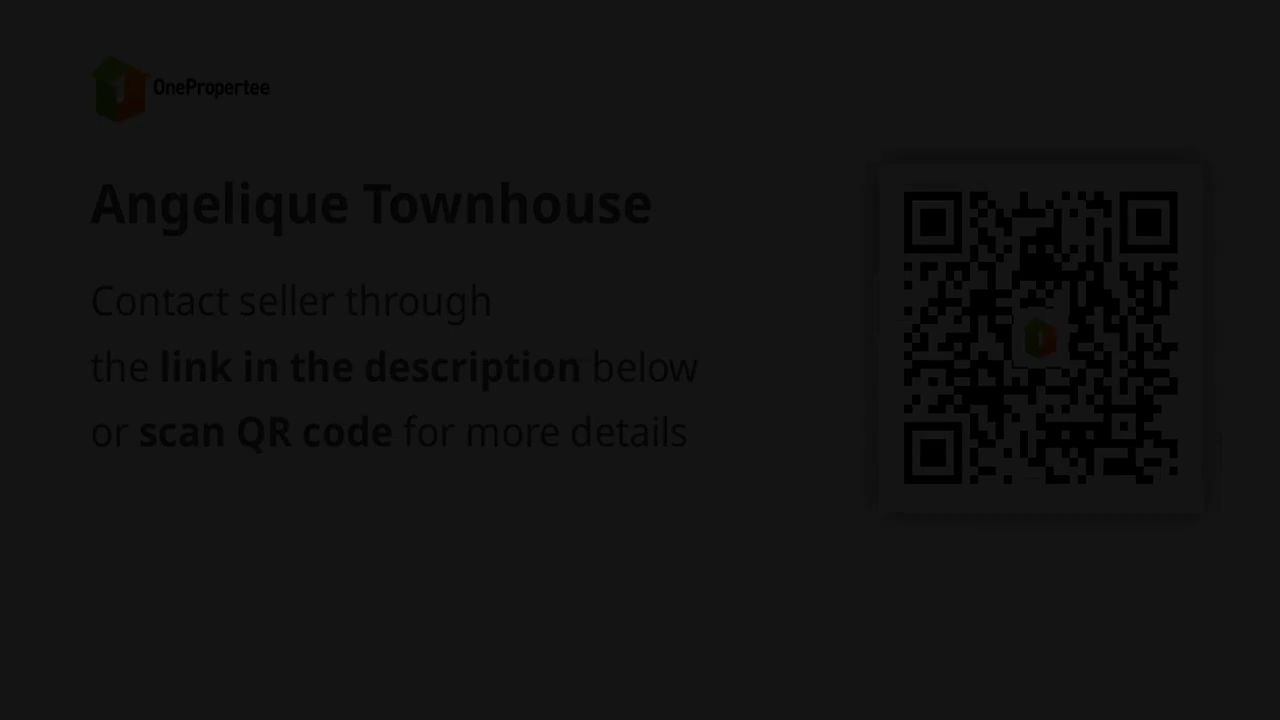 OnePropertee
Angelique Townhouse
Contact seller through
the link in the description below
or scan QR code for more details